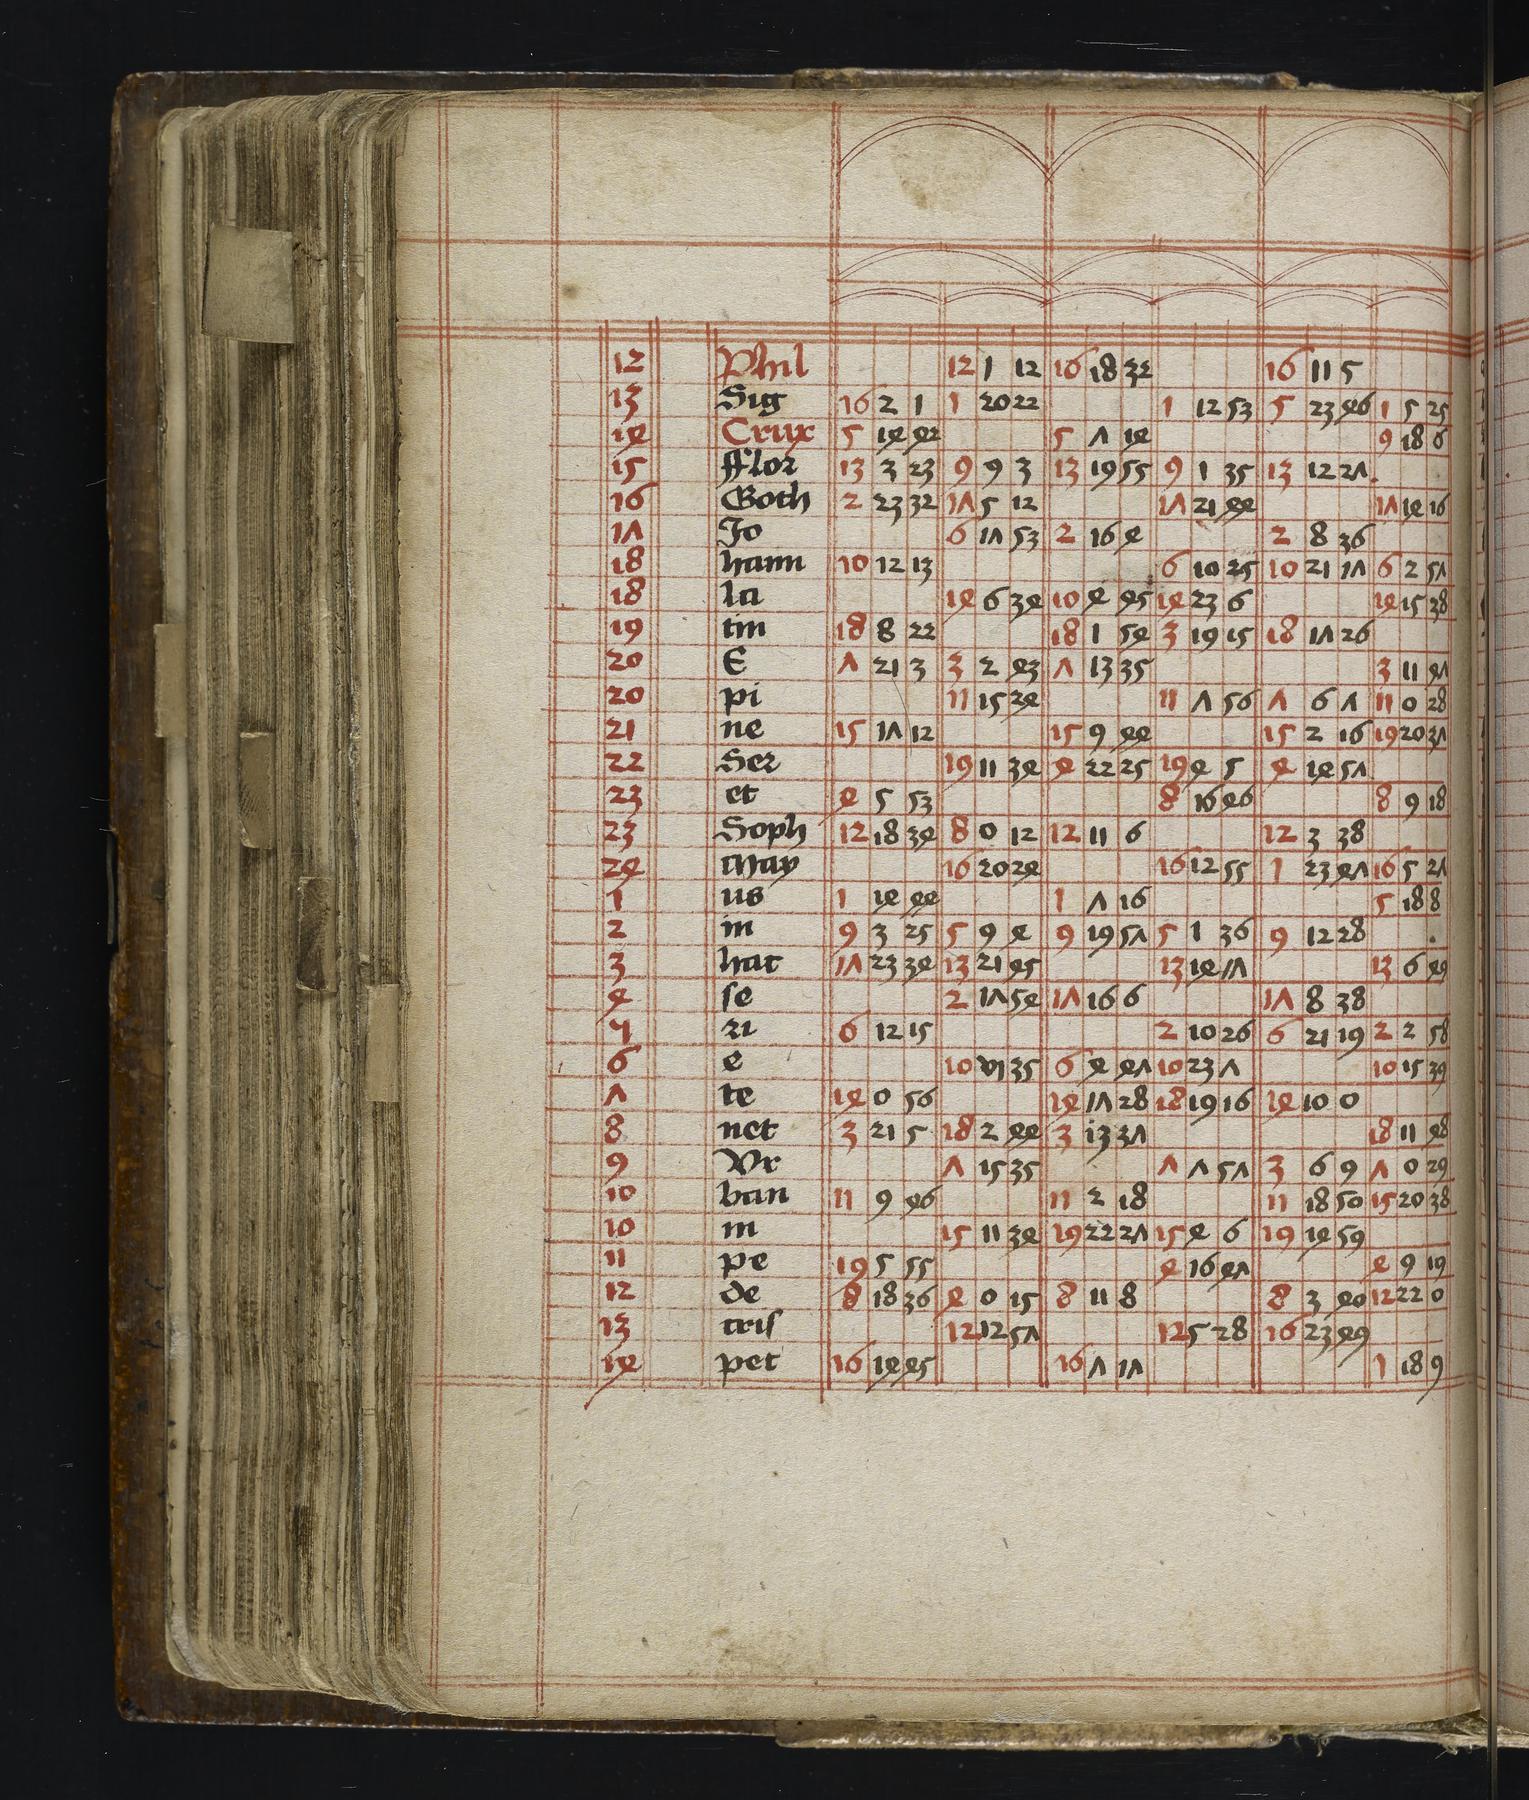 12 Phil 12 1 12 16 18 32 16 11 5
13 Sig 16 2 1 1 20 22 1 12 53 5 23 46 1 5 25
14 Crux 5 14 42 5 7 14 9 18 6
15 fflor 13 3 23 9 9 3 13 19 55 9 1 35 13 12 27
16 Goth 2 23 32 17 5 12 17 21 44 17 14 16
17 Jo 6 17 53 2 16 4 2 8 36
18 hann 10 12 13 6 10 25 10 21 17 6 2 57
18 la 14 6 34 10 4 45 14 23 6 14 15 38
19 tin 18 8 22 18 1 54 3 19 15 18 17 26
20 E 7 21 3 3 2 43 7 13 35 3 11 47
20 pi 11 15 24 11 7 56 7 6 7 11 0 28
21 ne 15 17 12 15 9 44 15 2 16 19 20 37
22 Ser 19 11 34 4 22 25 19 4 5 4 14 57
23 et 4 5 53 8 16 46 8 9 18
23 Soph 12 18 34 8 0 12 12 11 6 12 3 38
24 May 16 20 24 16 12 55 1 23 47 16 5 27
1 us 1 14 44 1 7 16 5 18 8
2 in 9 3 25 5 9 4 9 19 57 5 1 36 9 12 28
3 hac 17 23 34 13 21 45 13 14 17 13 6 49
4 se 2 17 54 17 16 6 17 8 38
5 ri 6 12 15 2 10 26 6 21 19 2 2 58
6 e 10 vi 35 6 4 47 10 23 7 10 15 39
7 te 14 0 56 14 17 28 18 19 16 14 10 0
8 net 3 21 5 18 2 44 3 13 37 18 11 48
9 Vr 7 15 35 7 7 57 3 6 9 7 0 29
10 ban 11 9 46 11 2 18 11 18 50 15 20 38
10 in 15 11 34 19 22 27 15 4 6 19 14 59
11 pe 19 5 55 4 16 47 4 9 19
12 de 8 18 36 4 0 15 8 11 8 8 3 40 12 22 0
13 cris 12 12 57 12 5 28 16 23 49
14 pet 16 14 45 16 7 17 1 18 9